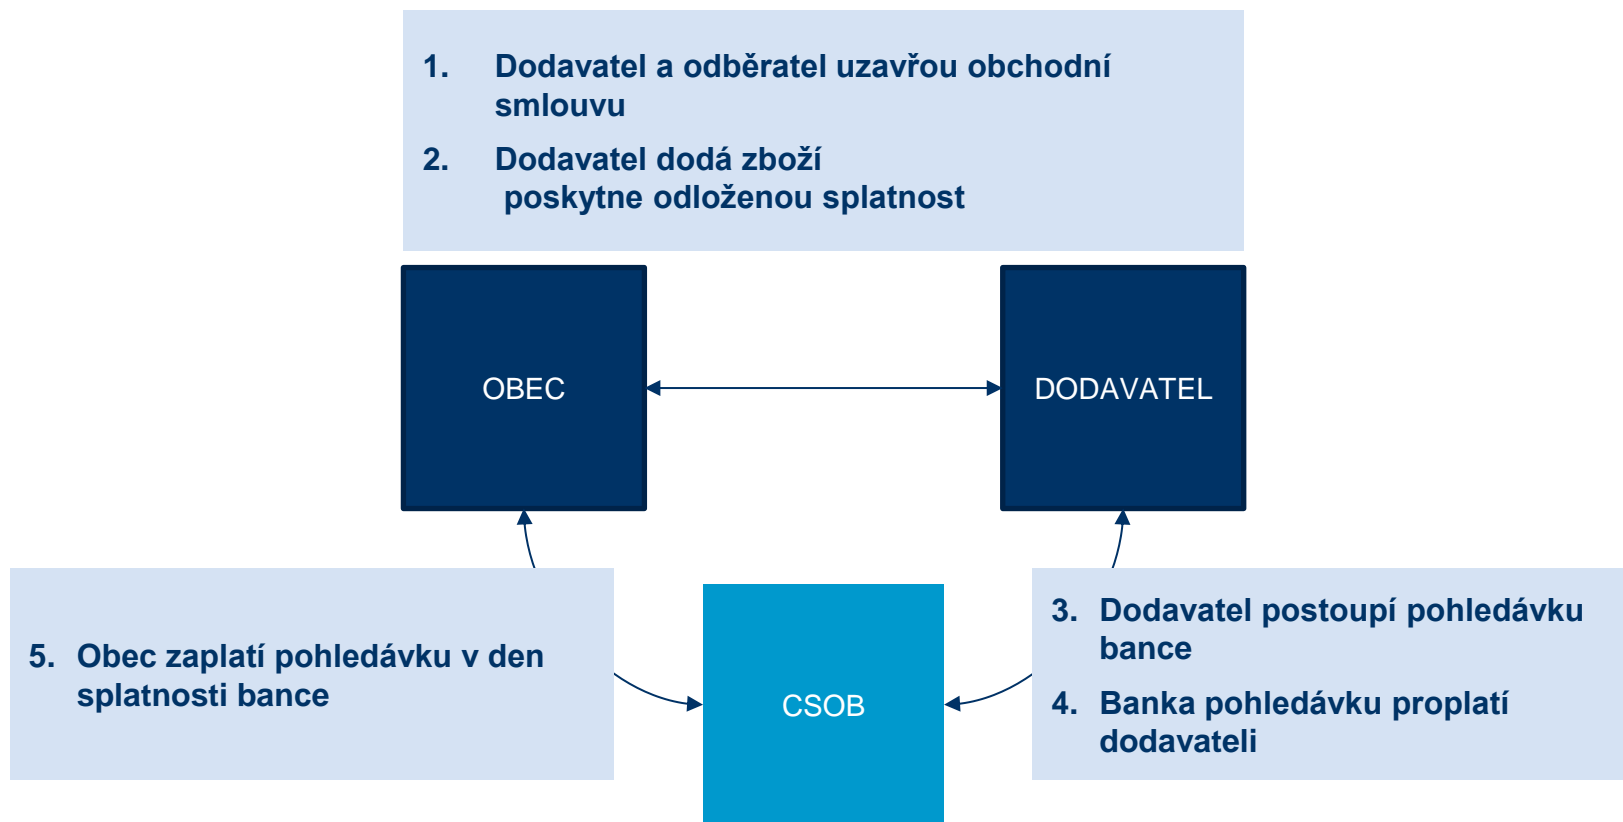 1. Dodavatel a odběratel uzavřou obchodní
smlouvu
2. Dodavatel dodá zboží
poskytne odloženou splatnost
OBEC
DODAVATEL
5. Obec zaplatí pohledávku v den
splatnosti bance
CSOB
3. Dodavatel postoupí pohledávku
bance
4. Banka pohledávku proplatí
dodavateli